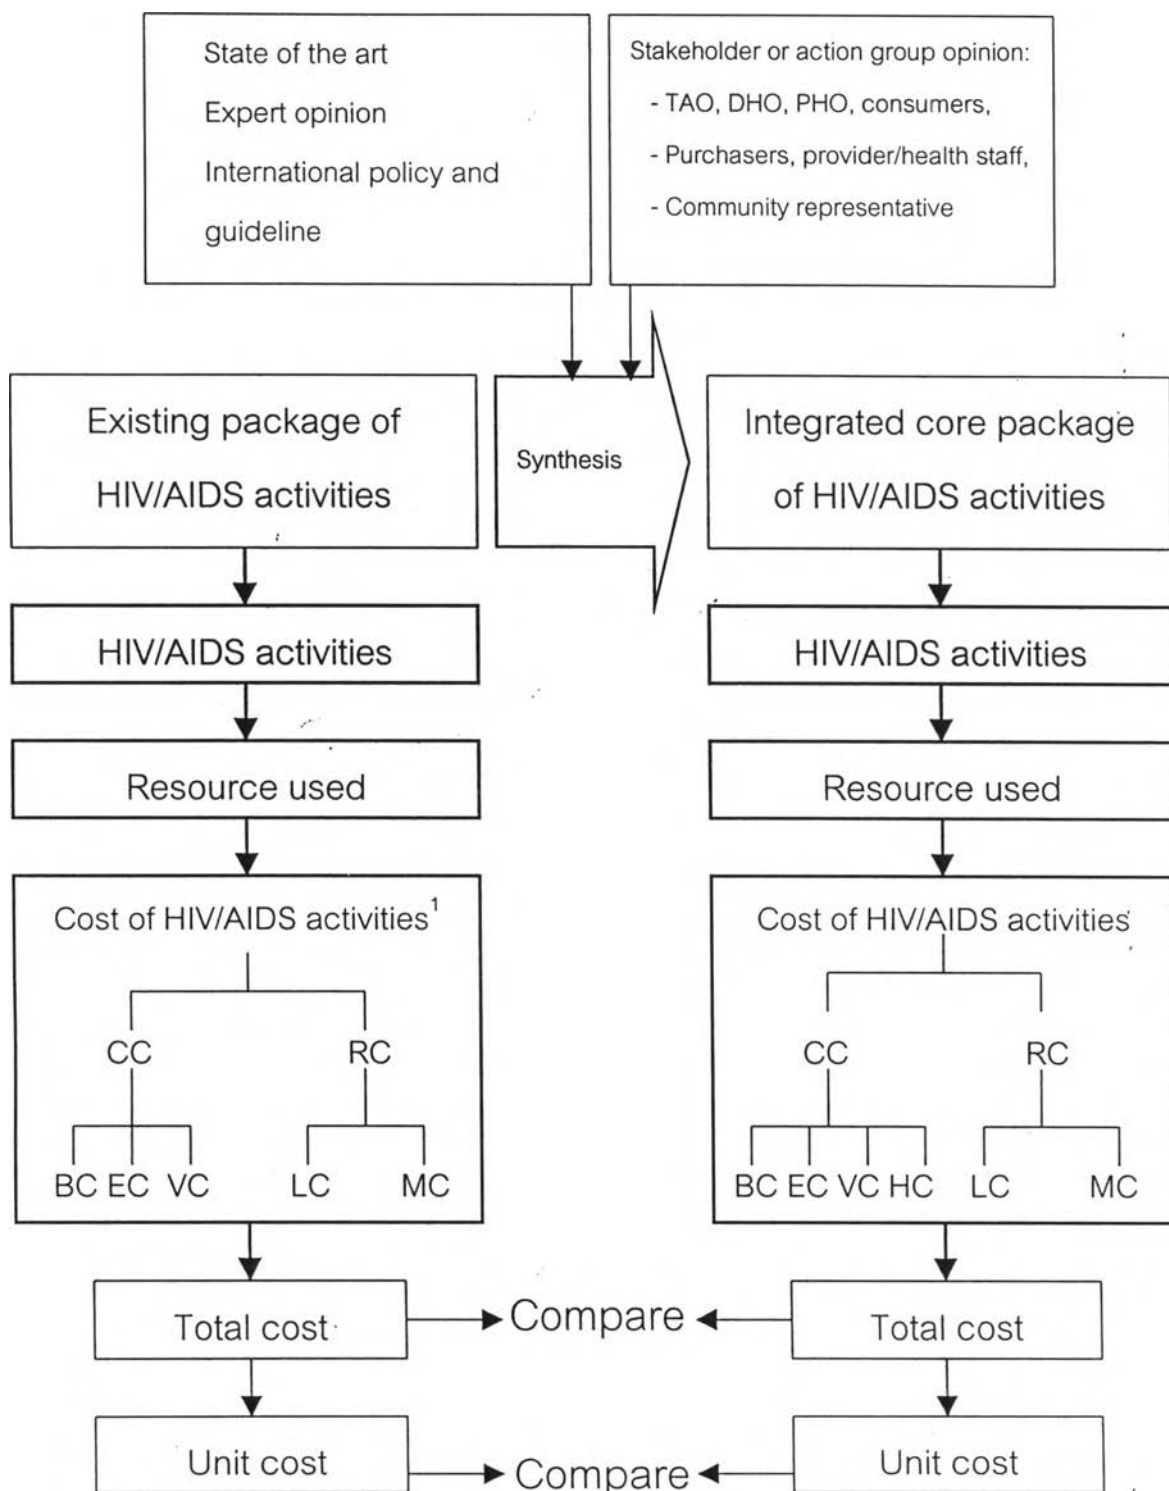 State of the art
Expert opinion
International policy and
guideline
Stakeholder or action group opinion:
- TAO, DHO, PHO, consumers,
- Purchasers, provider/health staff,
- Community representative
Existing package of
HIV/AIDS activities
Synthesis
Integrated core package
of HIV/AIDS activities
HIV/AIDS activities
HIV/AIDS activities
Resource used
Resource used
Cost of HIV/AIDS activities¹
CC RC
BC EC VC LC MC
Cost of HIV/AIDS activities
CC RC
BC EC VC HC LC MC
Total cost
Compare
Total cost
Unit cost
Compare
Unit cost